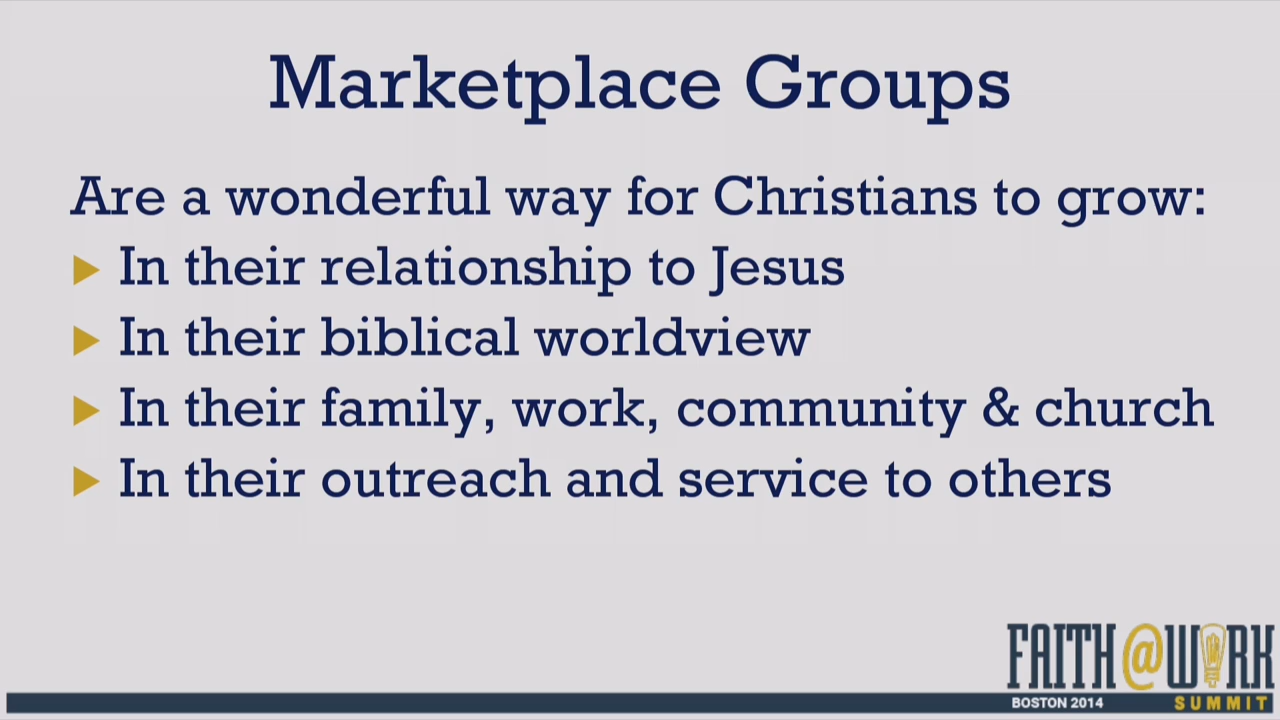 Marketplace Groups
Are a wonderful way for Christians to grow:
In their relationship to Jesus
In their biblical worldview
In their family, work, community & church
In their outreach and service to others
FAITH@WORK
BOSTON 2014 SUMMIT